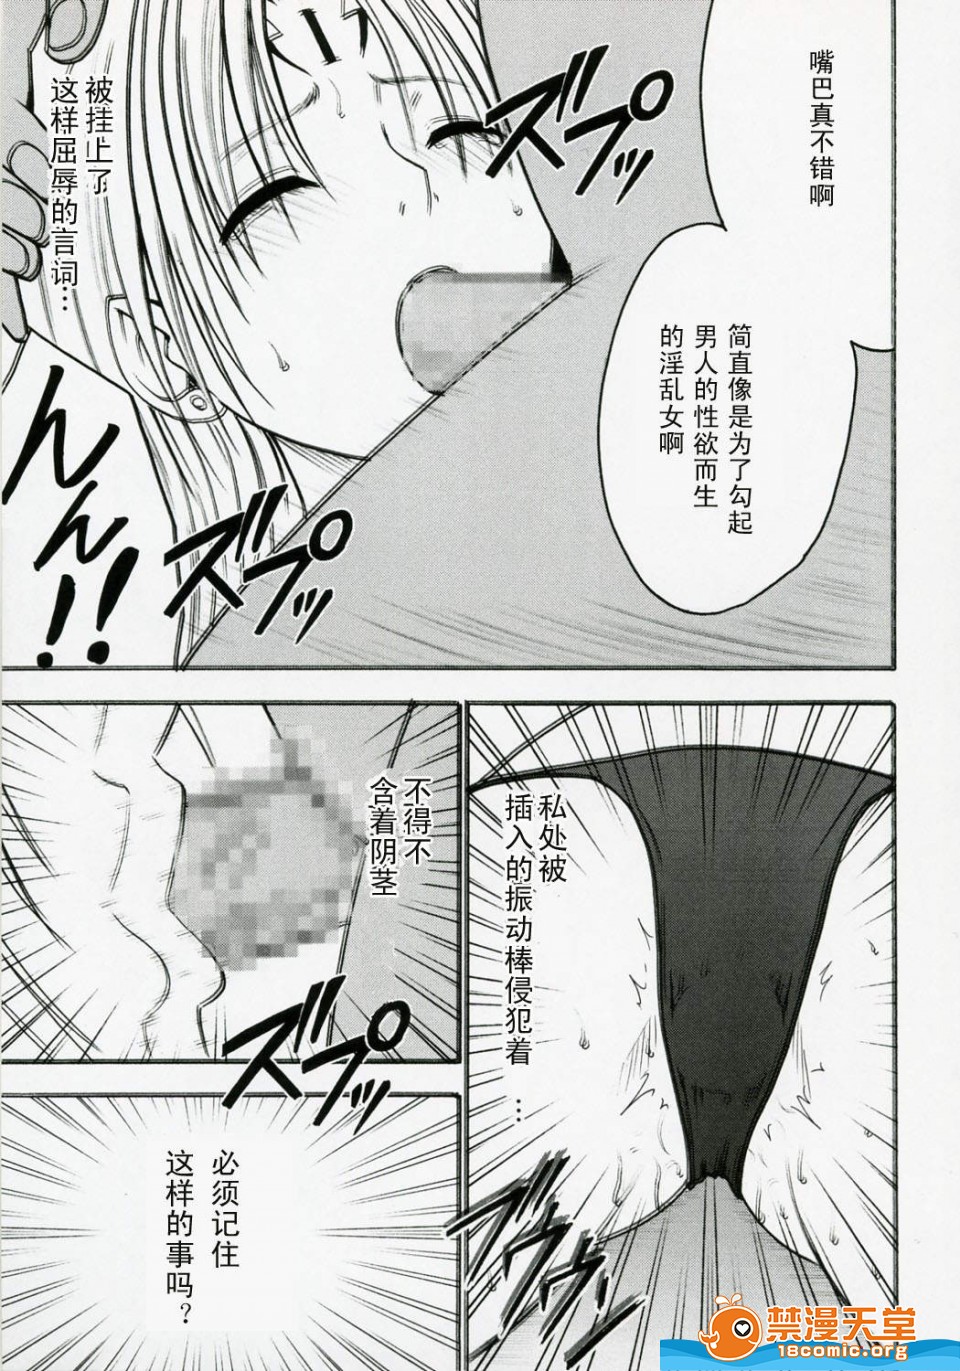 嘴巴真不错啊
简直像是为了勾起
男人的性欲而生
的淫乱女啊
被挂上了
这样屈辱的言词…
ズプッ
んんん!!
ズプッ
私处被
插入的振动棒侵犯着
…
ヴヴヴ
不得不
含着阴茎
ズプッ
必须记住
这样的事吗?
禁漫天堂
18comic.org